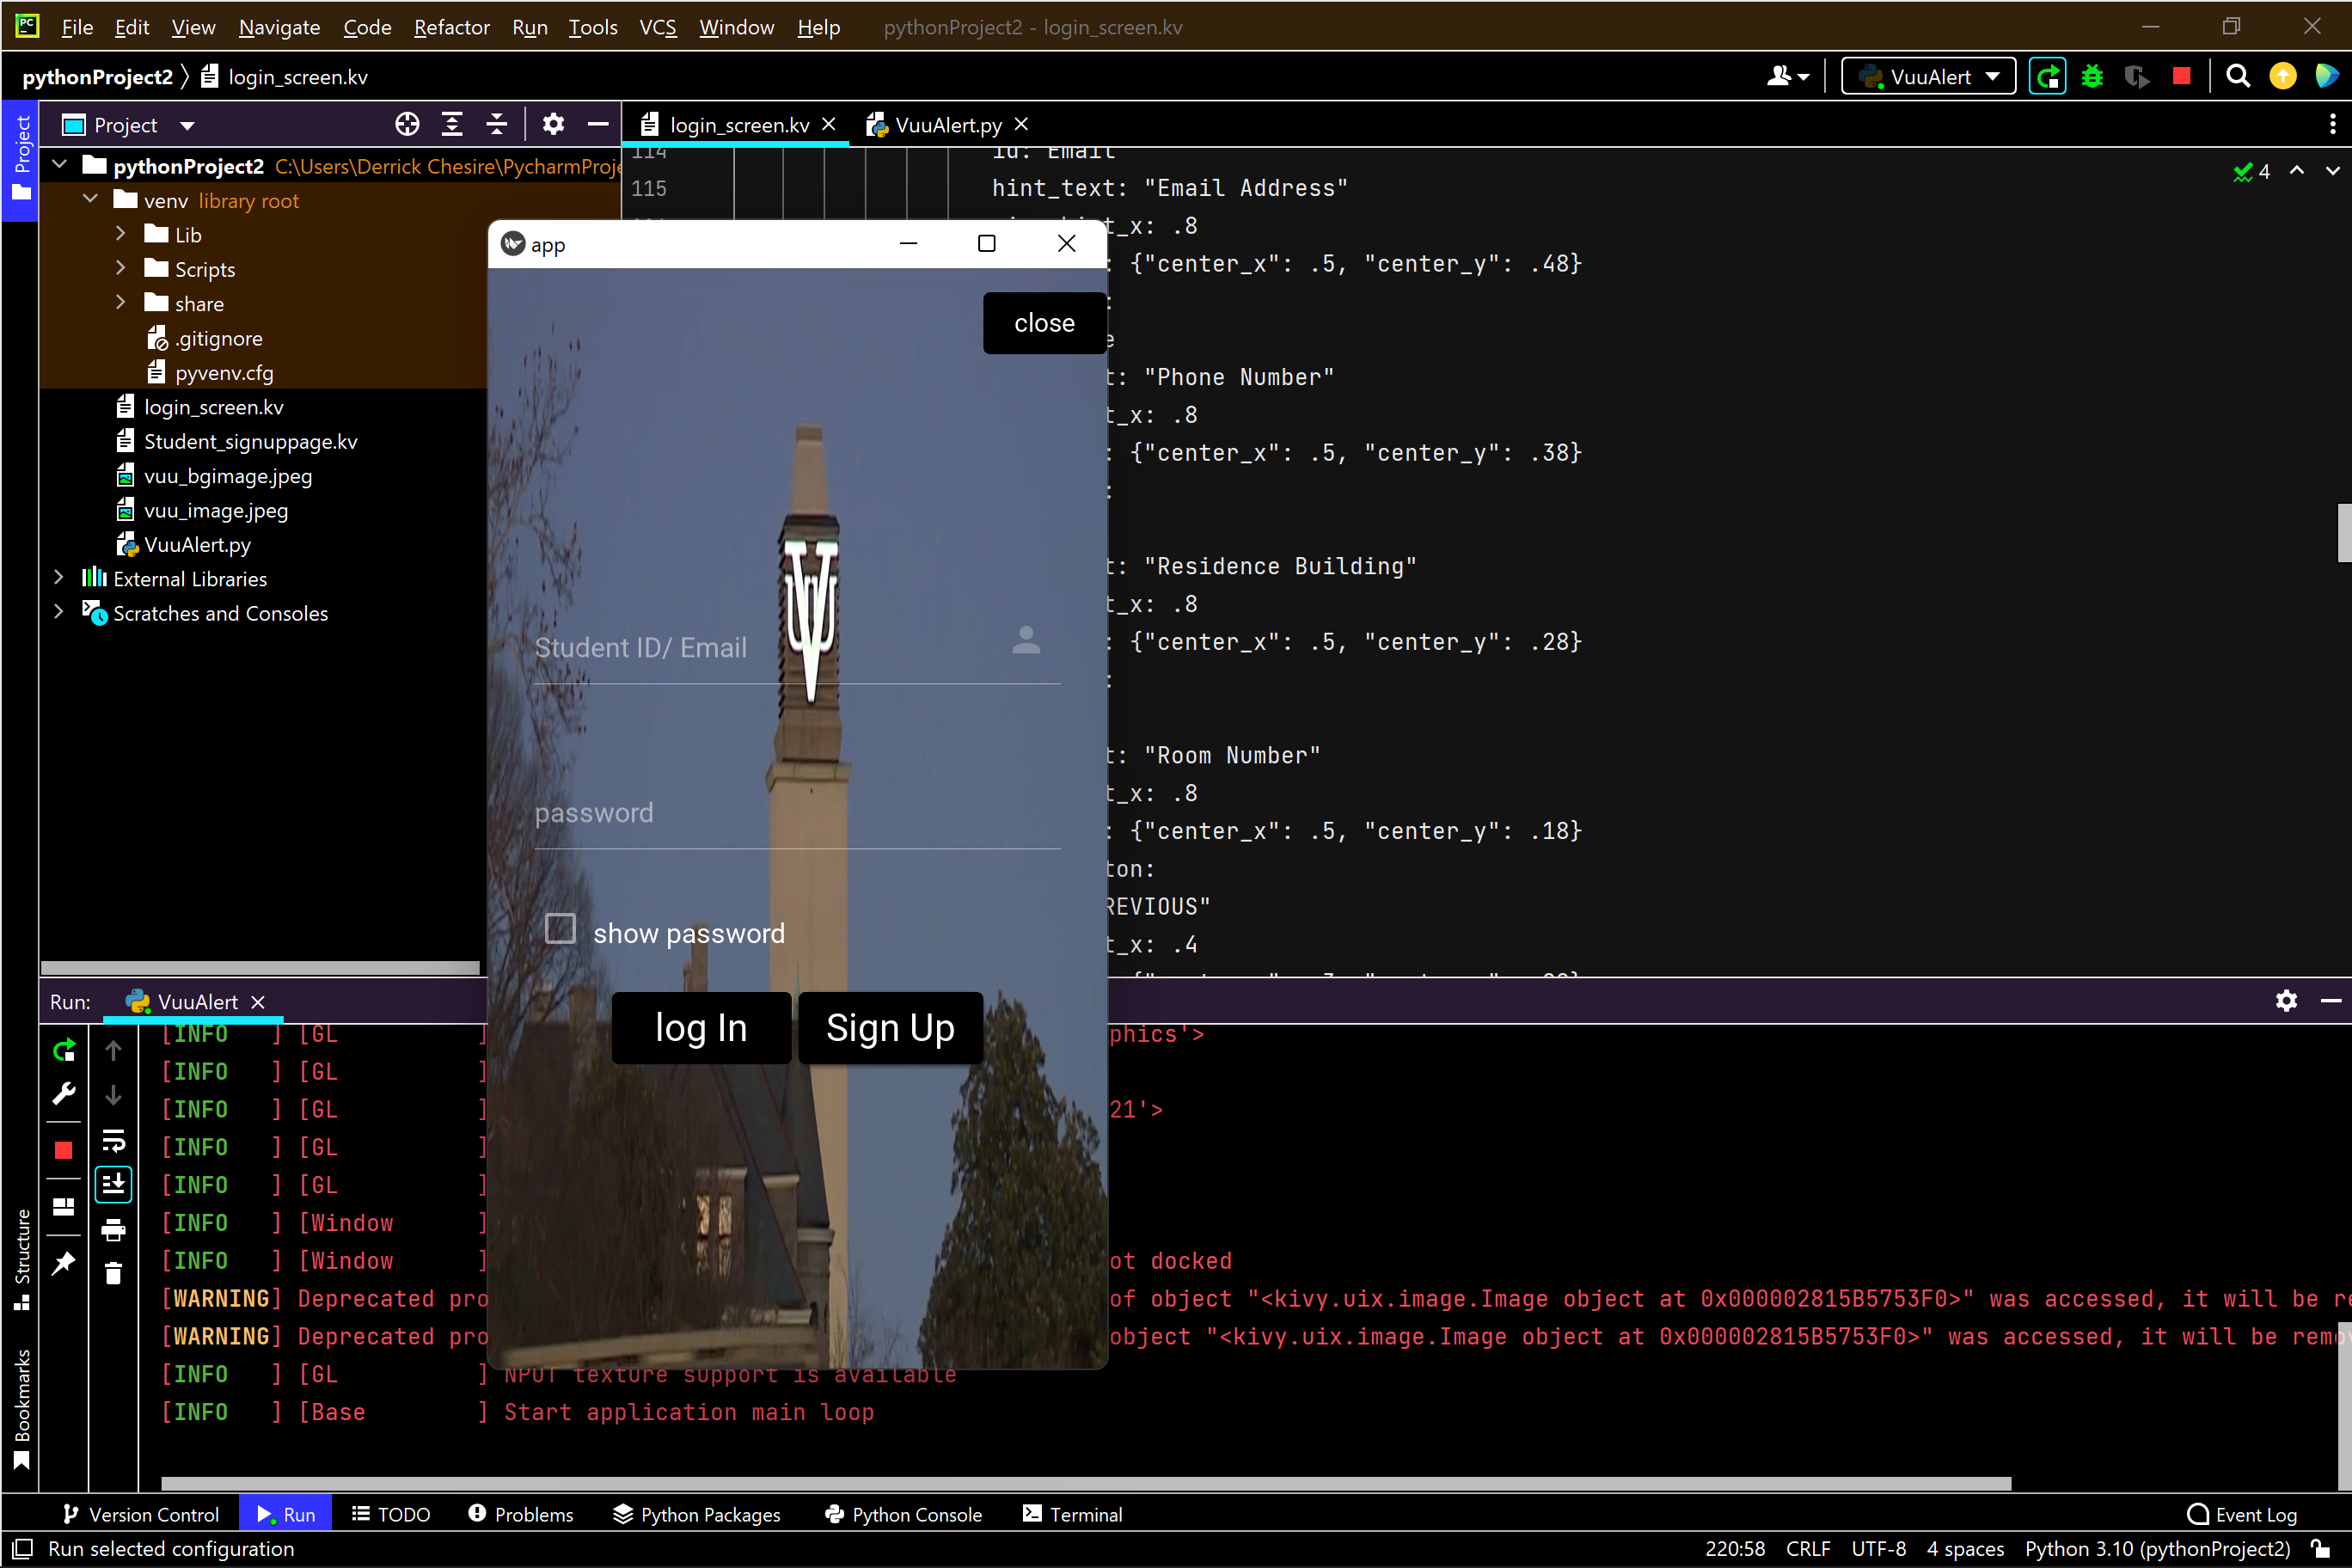 File Edit View Navigate Code Refactor Run Tools VCS Window Help pythonProject2 - login_screen.kv
pythonProject2 login_screen.kv VuuAlert
Project login_screen.kv VuuAlert.py
Project
pythonProject2 C:\Users\Derrick Chesire\PycharmProje
venv library root
Lib
Scripts
share
.gitignore
pyvenv.cfg
login_screen.kv
Student_signuppage.kv
vuu_bgimage.jpeg
vuu_image.jpeg
VuuAlert.py
External Libraries
Scratches and Consoles
114 id: Email
115 hint_text: "Email Address"
4
t_x: .8
: {"center_x": .5, "center_y": .48}
:
e
t: "Phone Number"
t_x: .8
: {"center_x": .5, "center_y": .38}
:
t: "Residence Building"
t_x: .8
: {"center_x": .5, "center_y": .28}
:
t: "Room Number"
t_x: .8
: {"center_x": .5, "center_y": .18}
ton:
REVIOUS"
t_x: .4
app
close
VU
Student ID/ Email
password
show password
log In Sign Up
Run: VuuAlert
[INFO ] [GL ] phics'>
[INFO ] [GL ]
[INFO ] [GL ] 21'>
[INFO ] [GL ]
[INFO ] [GL ]
[INFO ] [Window ]
[INFO ] [Window ] ot docked
[WARNING] Deprecated pro of object "<kivy.uix.image.Image object at 0x000002815B5753F0>" was accessed, it will be re
[WARNING] Deprecated pro object "<kivy.uix.image.Image object at 0x000002815B5753F0>" was accessed, it will be remo
[INFO ] [GL ] NPOT texture support is available
[INFO ] [Base ] Start application main loop
Structure
Bookmarks
Version Control Run TODO Problems Python Packages Python Console Terminal Event Log
Run selected configuration 220:58 CRLF UTF-8 4 spaces Python 3.10 (pythonProject2)